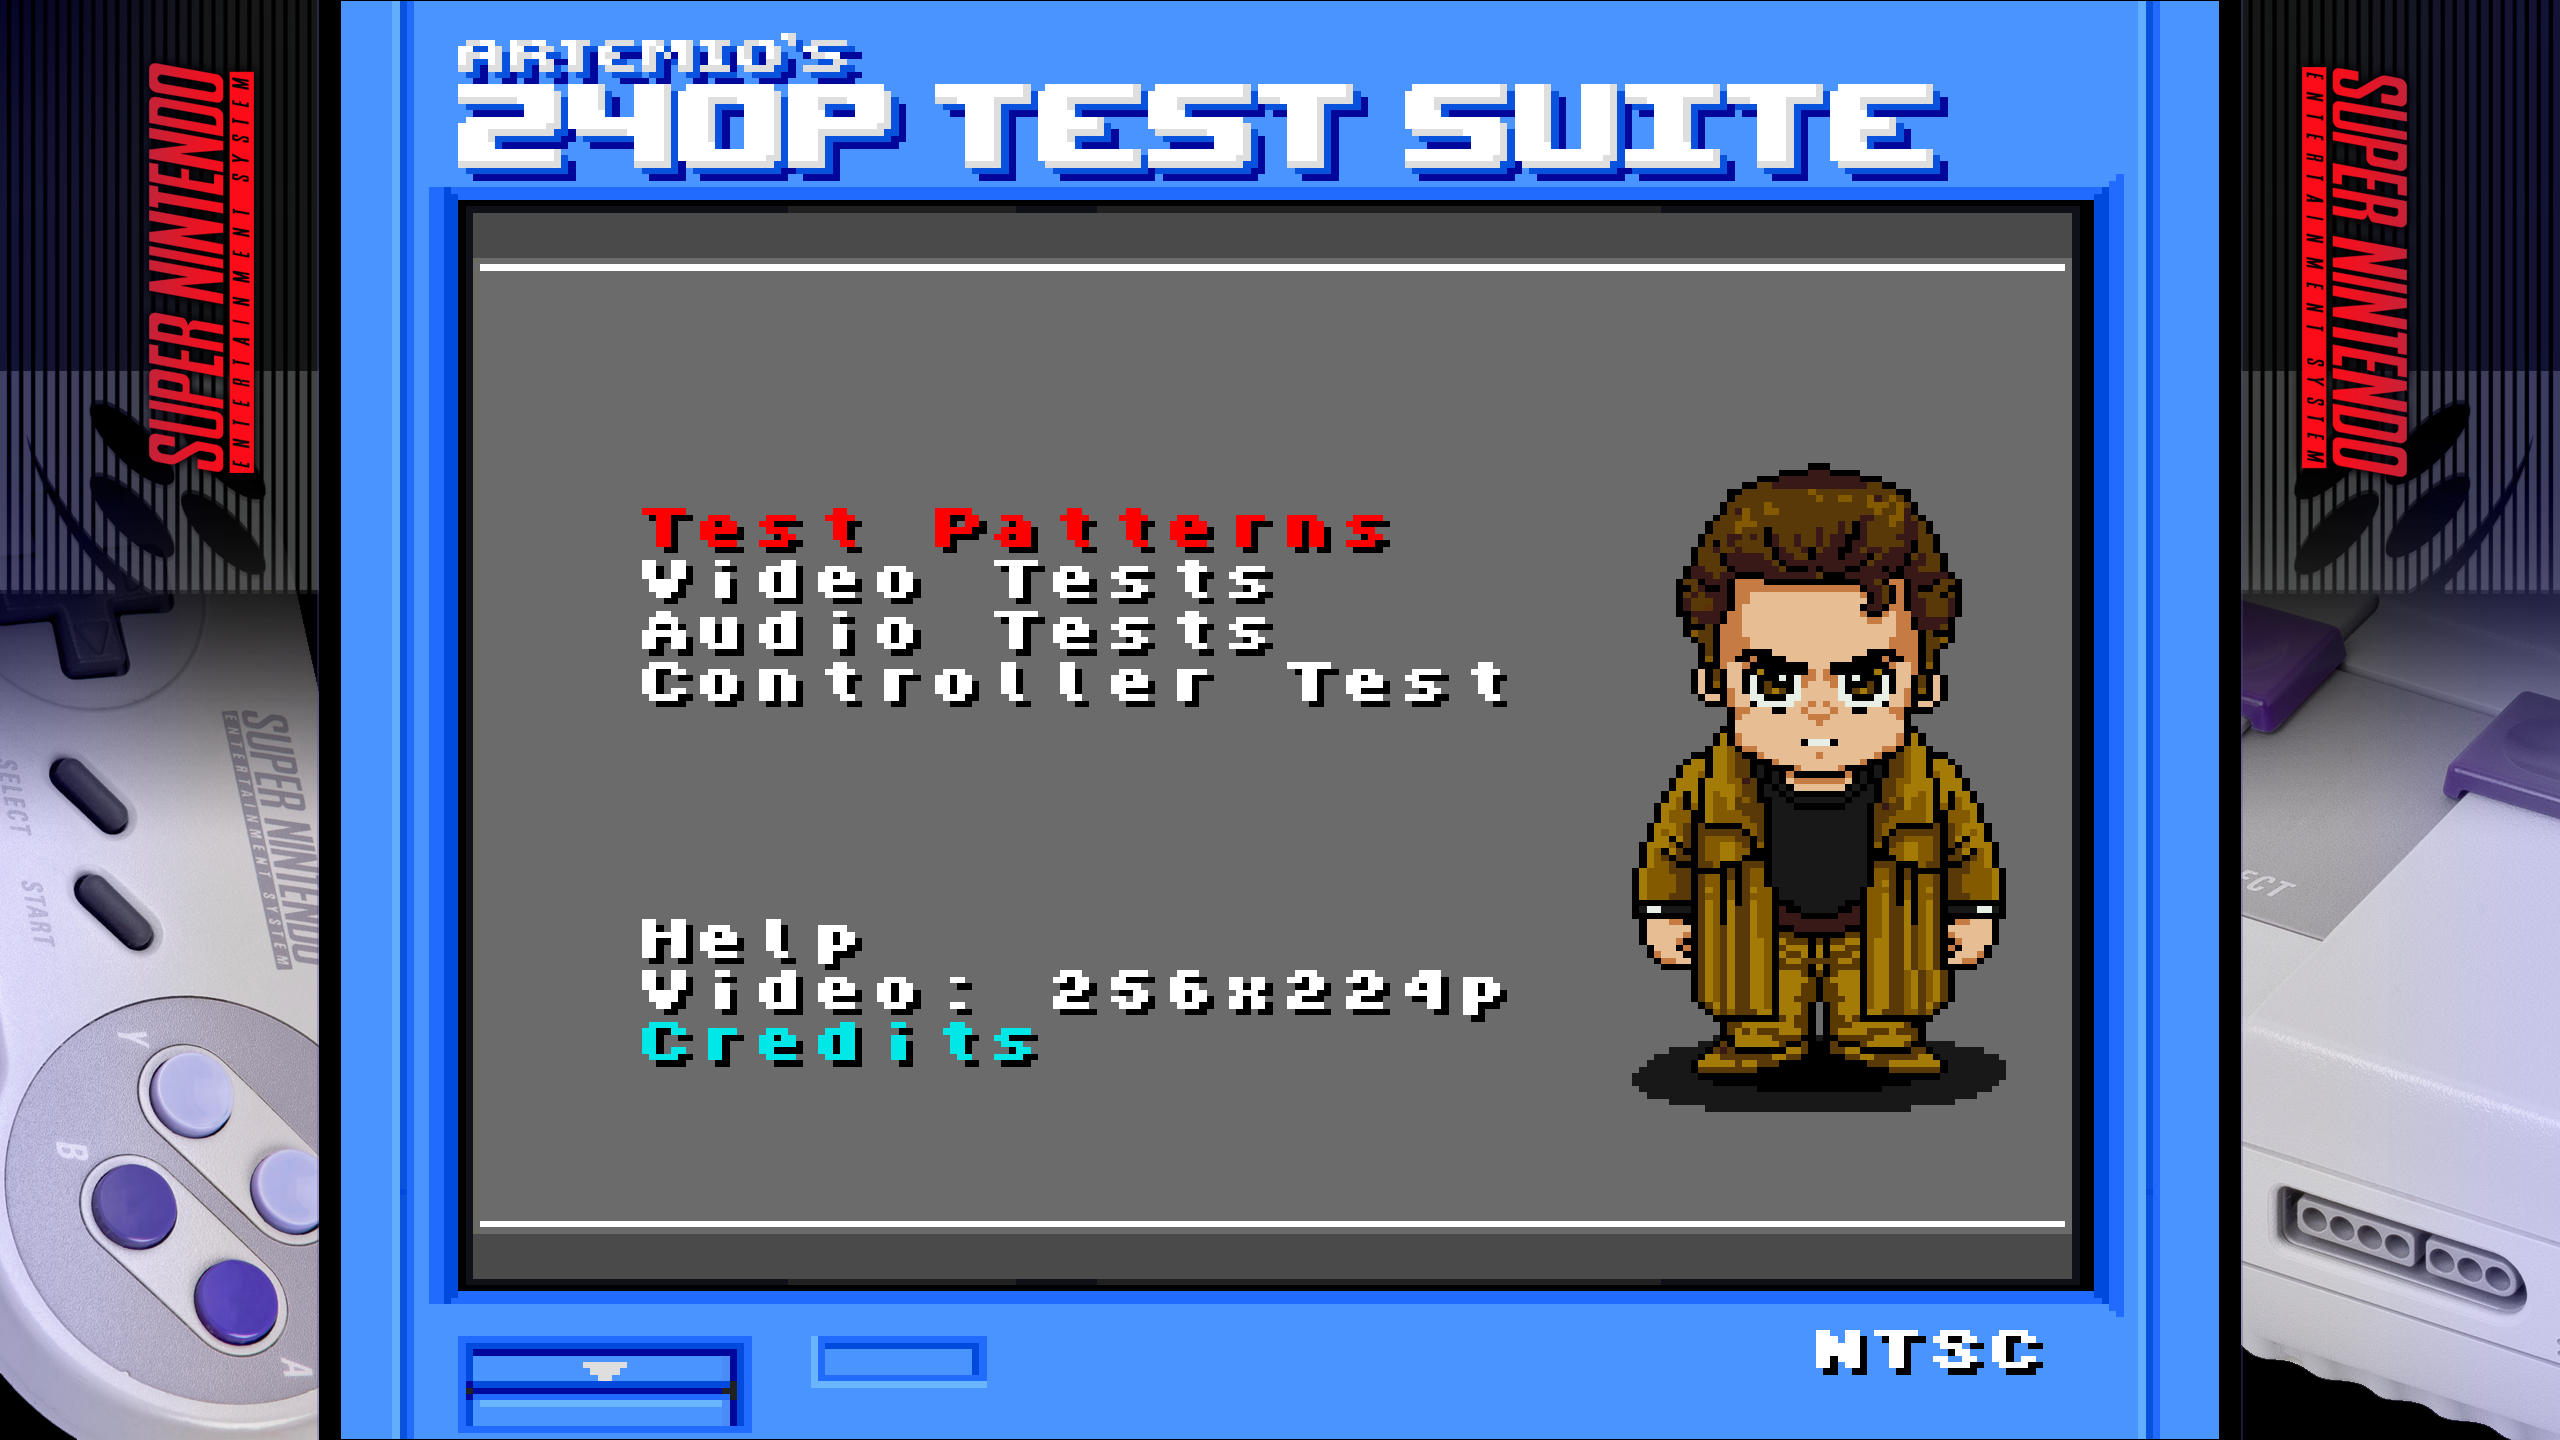 ARTEMIO'S
240P TEST SUITE
SUPER NINTENDO
ENTERTAINMENT SYSTEM
SUPER NINTENDO
ENTERTAINMENT SYSTEM
Test Patterns
Video Tests
Audio Tests
Controller Test
Help
Video: 256x224p
Credits
NTSC
SELECT
START
SUPER NINTENDO
ENTERTAINMENT SYSTEM
Y
B
A
ECT